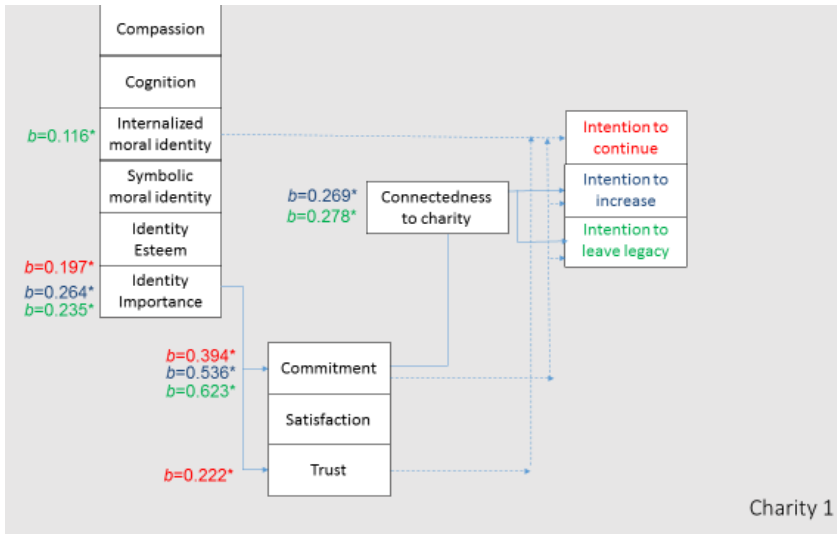 Compassion
Cognition
b=0.116*
Internalized
moral identity
Symbolic
moral identity
Identity
Esteem
b=0.197*
b=0.264*
b=0.235*
Identity
Importance
b=0.269*
b=0.278*
Connectedness
to charity
Intention to
continue
Intention to
increase
Intention to
leave legacy
b=0.394*
b=0.536*
b=0.623*
Commitment
Satisfaction
b=0.222*
Trust
Charity 1